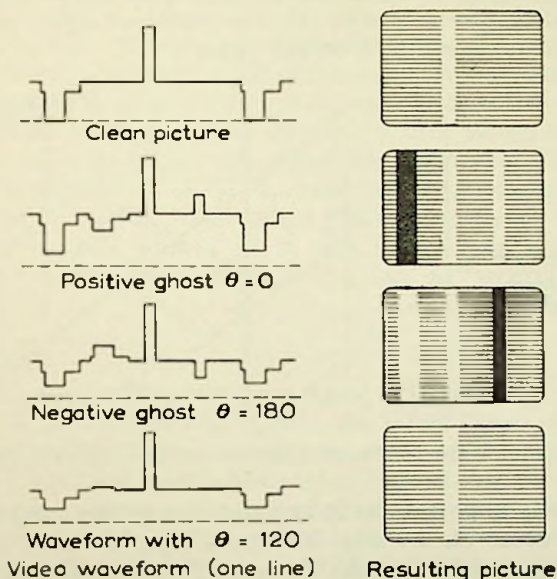 Clean picture
Positive ghost θ=0
Negative ghost θ = 180
Waveform with θ = 120
Video waveform (one line) Resulting picture